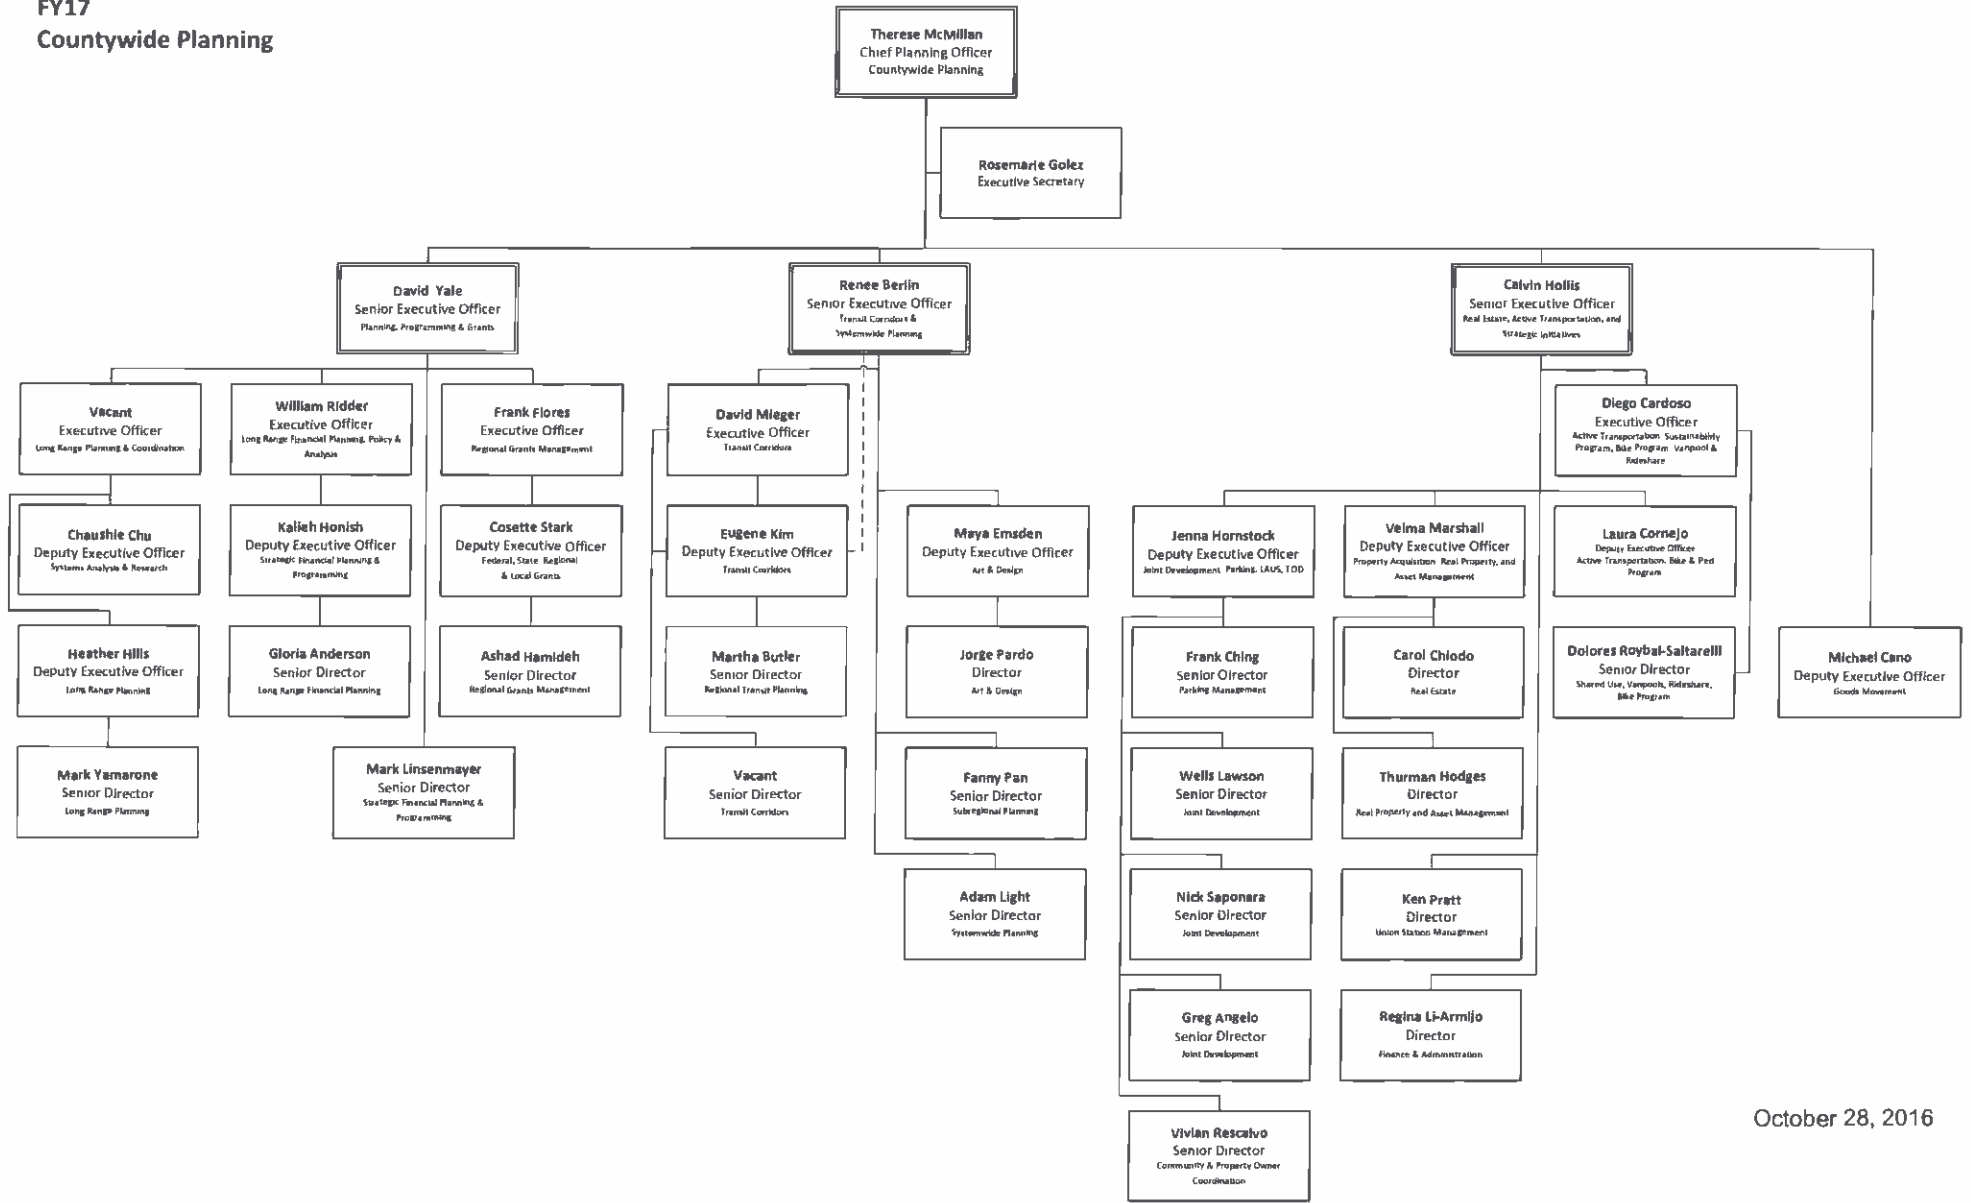 FY17
Countywide Planning
Therese McMillan
Chief Planning Officer
Countywide Planning
Rosemarie Golez
Executive Secretary
David Yale
Senior Executive Officer
Planning, Programming & Grants
Renee Berlin
Senior Executive Officer
Transit Corridors &
Systemwide Planning
Calvin Hollis
Senior Executive Officer
Real Estate, Active Transportation, and
Strategic Initiatives
Vacant
Executive Officer
Long Range Planning & Coordination
William Ridder
Executive Officer
Long Range Financial Planning, Policy &
Analysis
Frank Flores
Executive Officer
Regional Grants Management
David Mieger
Executive Officer
Transit Corridors
Diego Cardoso
Executive Officer
Active Transportation Sustainability
Program, Bike Program Vanpool &
Rideshare
Chaushie Chu
Deputy Executive Officer
Systems Analysis & Research
Kalieh Honish
Deputy Executive Officer
Strategic Financial Planning &
Programming
Cosette Stark
Deputy Executive Officer
Federal, State Regional
& Local Grants
Eugene Kim
Deputy Executive Officer
Transit Corridors
Maya Emsden
Deputy Executive Officer
Art & Design
Jenna Hornstock
Deputy Executive Officer
Joint Development Parking, LAUS, TOD
Velma Marshall
Deputy Executive Officer
Property Acquisition Real Property, and
Asset Management
Laura Cornejo
Deputy Executive Officer
Active Transportation, Bike & Ped
Program
Heather Hills
Deputy Executive Officer
Long Range Planning
Gloria Anderson
Senior Director
Long Range Financial Planning
Ashad Hamideh
Senior Director
Regional Grants Management
Martha Butler
Senior Director
Regional Transit Planning
Jorge Pardo
Director
Art & Design
Frank Ching
Senior Director
Parking Management
Carol Chiodo
Director
Real Estate
Dolores Roybal-Saltarelli
Senior Director
Shared Use, Vanpools, Rideshare,
Bike Program
Michael Cano
Deputy Executive Officer
Goods Movement
Mark Yamarone
Senior Director
Long Range Planning
Mark Linsenmayer
Senior Director
Strategic Financial Planning &
Programming
Vacant
Senior Director
Transit Corridors
Fanny Pan
Senior Director
Subregional Planning
Wells Lawson
Senior Director
Joint Development
Thurman Hodges
Director
Real Property and Asset Management
Adam Light
Senior Director
Systemwide Planning
Nick Saponara
Senior Director
Joint Development
Ken Pratt
Director
Union Station Management
Greg Angelo
Senior Director
Joint Development
Regina Li-Armijo
Director
Finance & Administration
Vivian Rescalvo
Senior Director
Community & Property Owner
Coordination
October 28, 2016